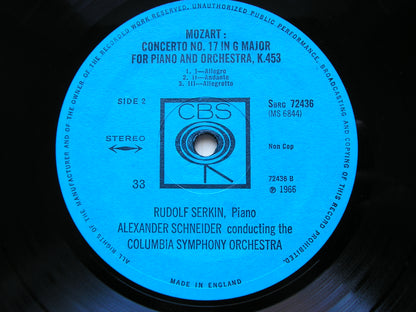 ALL RIGHTS OF THE MANUFACTURER AND OF THE OWNER OF THE RECORDED WORK RESERVED. UNAUTHORIZED PUBLIC PERFORMANCE, BROADCASTING AND COPYING OF THIS RECORD PROHIBITED.
MOZART:
CONCERTO NO. 17 IN G MAJOR
FOR PIANO AND ORCHESTRA, K.453
1. I—Allegro
2. II—Andante
3. III—Allegretto
SIDE 2
SBRG 72436
(MS 6844)
CBS
STEREO
Non Cop
33
72436 B
℗ 1966
RUDOLF SERKIN, Piano
ALEXANDER SCHNEIDER conducting the
COLUMBIA SYMPHONY ORCHESTRA
MADE IN ENGLAND